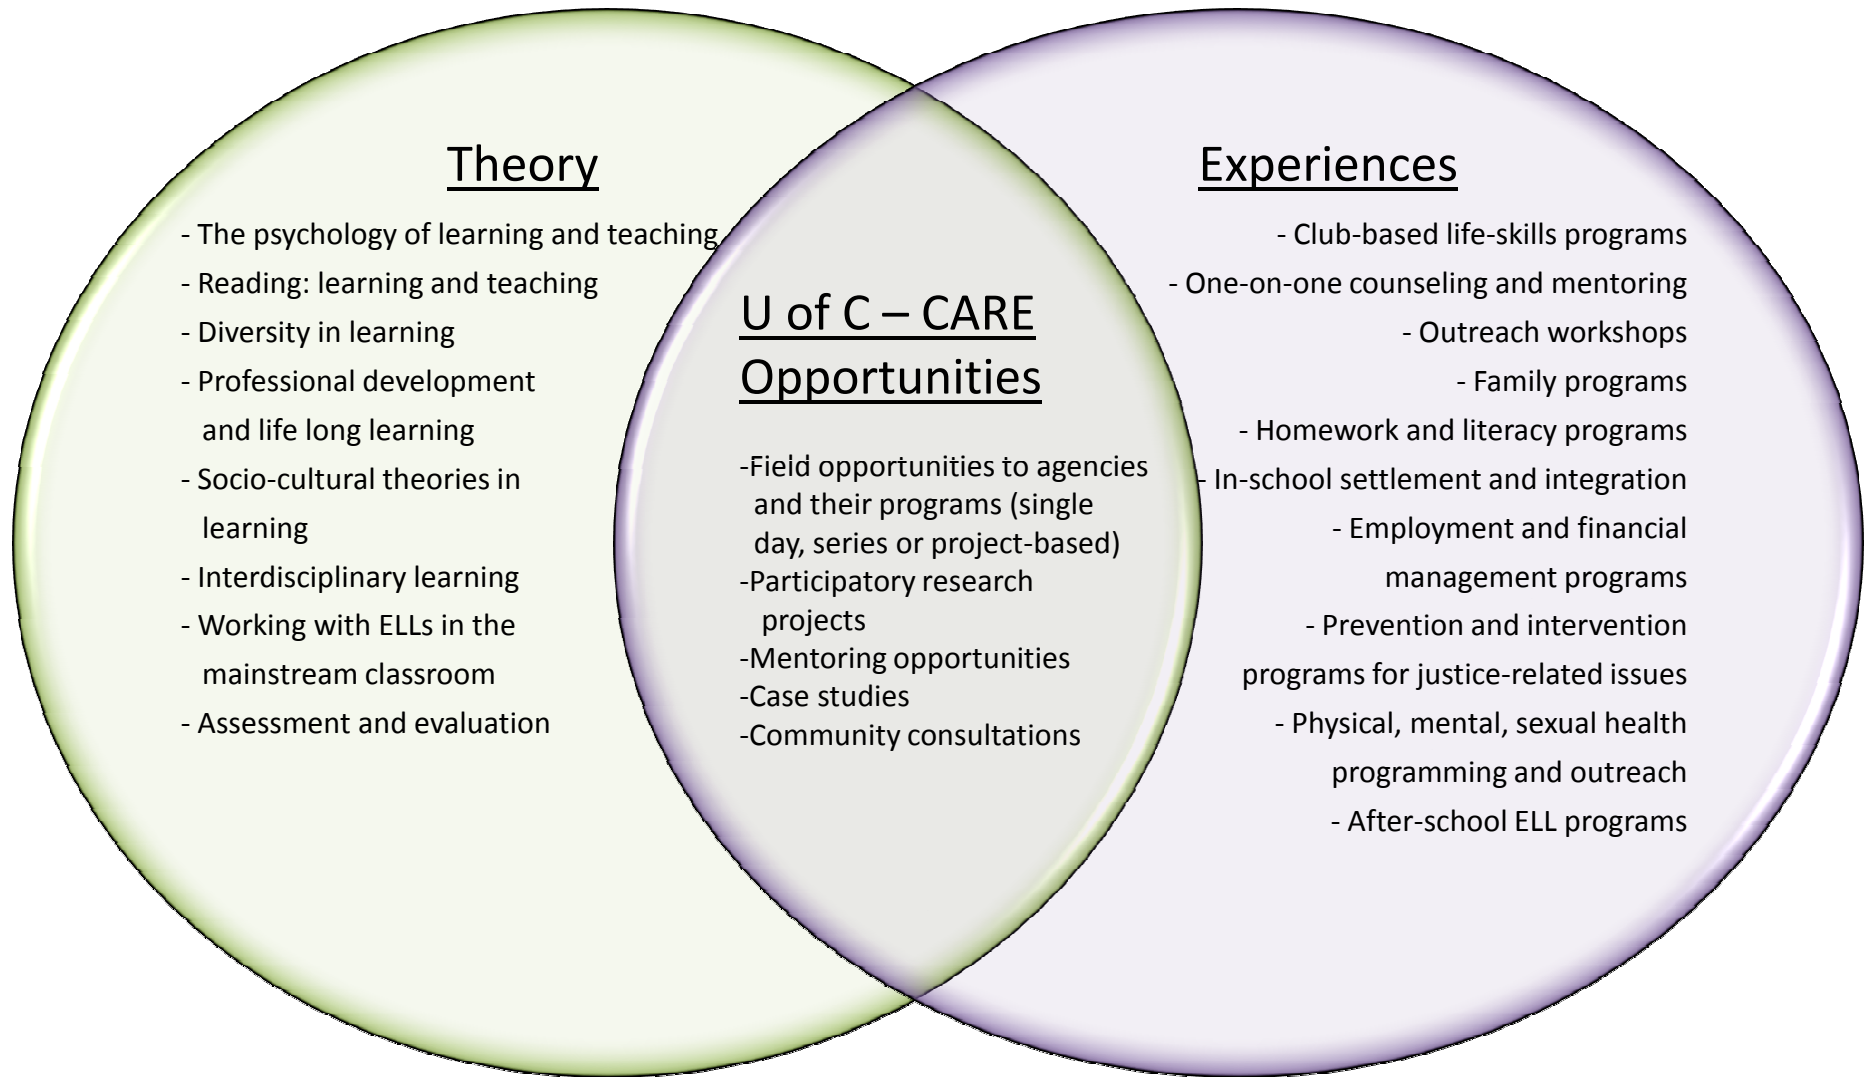 Theory
- The psychology of learning and teaching
- Reading: learning and teaching
- Diversity in learning
- Professional development
and life long learning
- Socio-cultural theories in
learning
- Interdisciplinary learning
- Working with ELLs in the
mainstream classroom
- Assessment and evaluation
U of C – CARE
Opportunities
-Field opportunities to agencies
and their programs (single
day, series or project-based)
-Participatory research
projects
-Mentoring opportunities
-Case studies
-Community consultations
Experiences
- Club-based life-skills programs
- One-on-one counseling and mentoring
- Outreach workshops
- Family programs
- Homework and literacy programs
- In-school settlement and integration
- Employment and financial
management programs
- Prevention and intervention
programs for justice-related issues
- Physical, mental, sexual health
programming and outreach
- After-school ELL programs